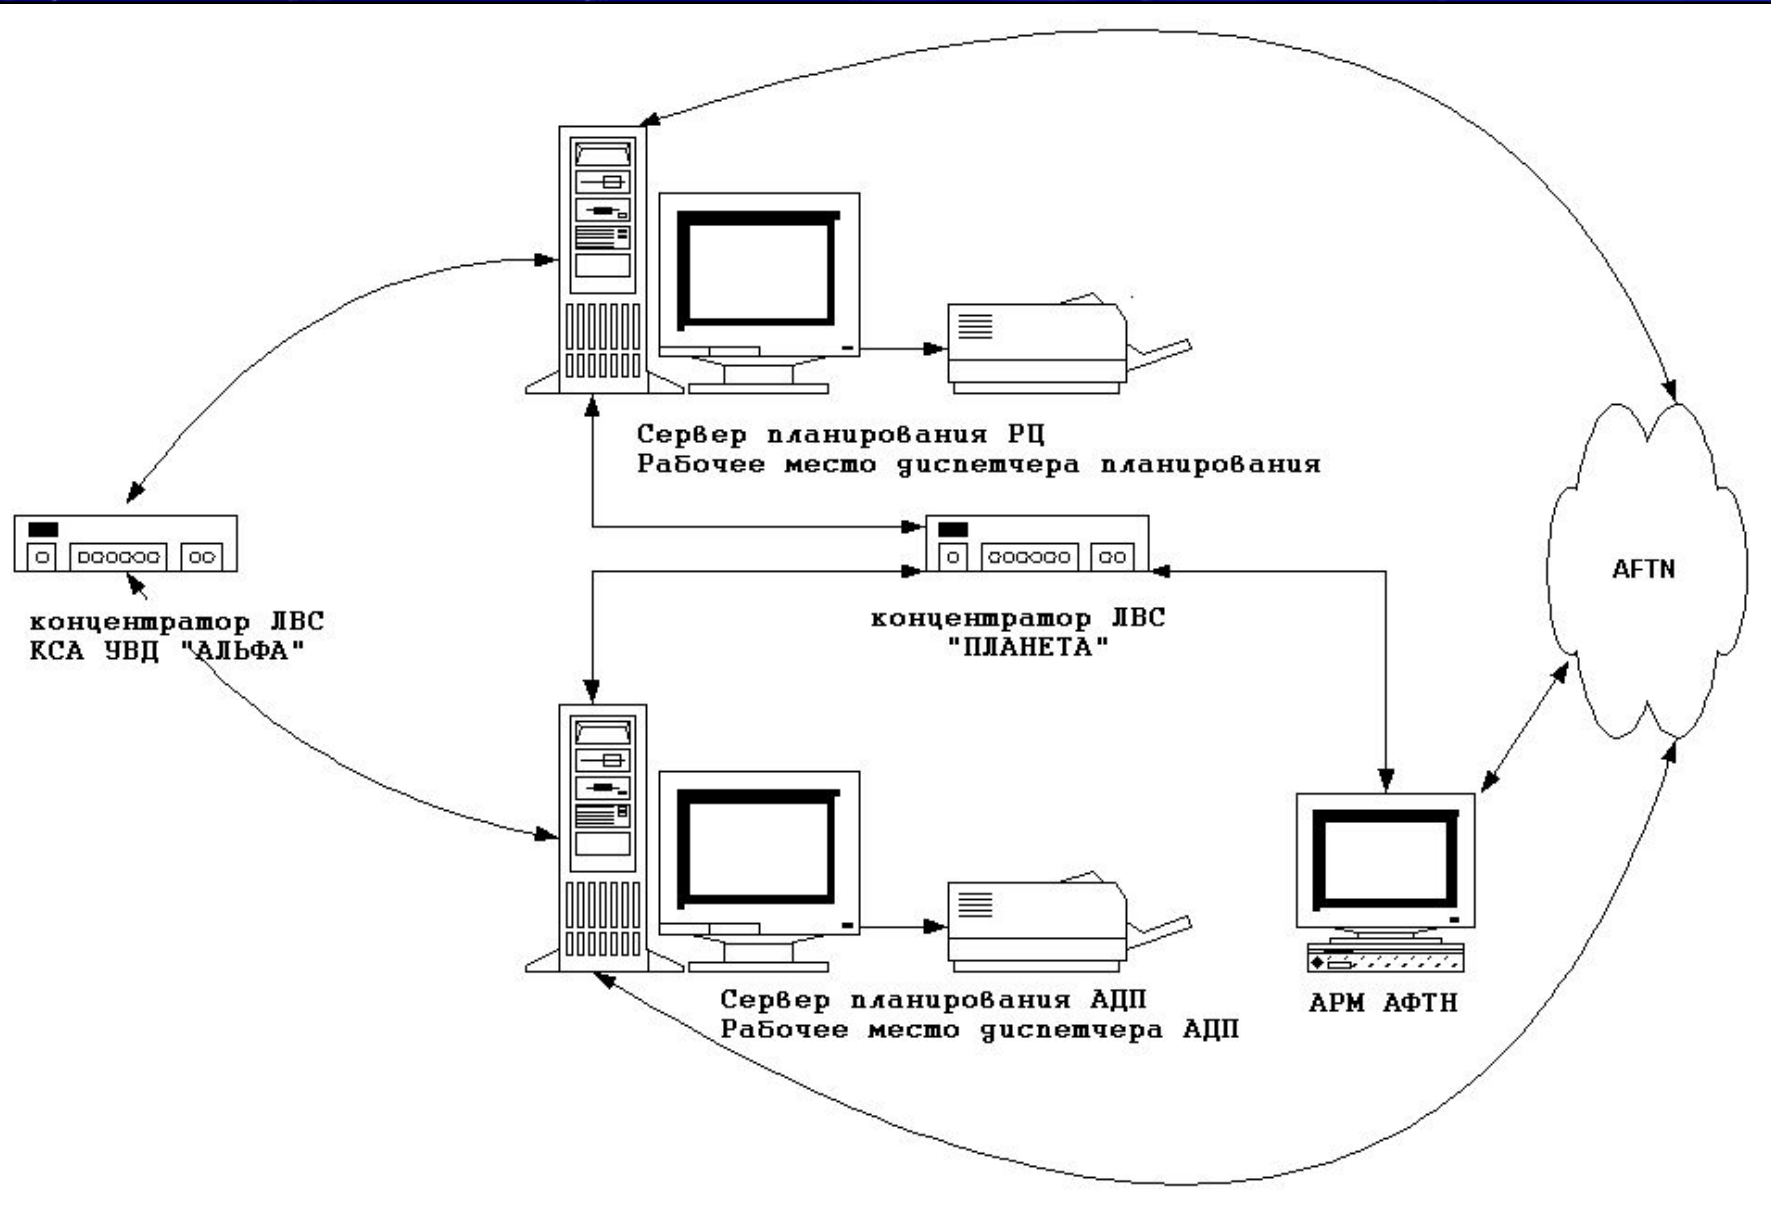 Сервер планирования РЦ
Рабочее место диспетчера планирования
AFTN
концентратор ЛВС
КСА УВД "АЛЬФА"
концентратор ЛВС
"ПЛАНЕТА"
Сервер планирования АДП
Рабочее место диспетчера АДП
АРМ АФТН